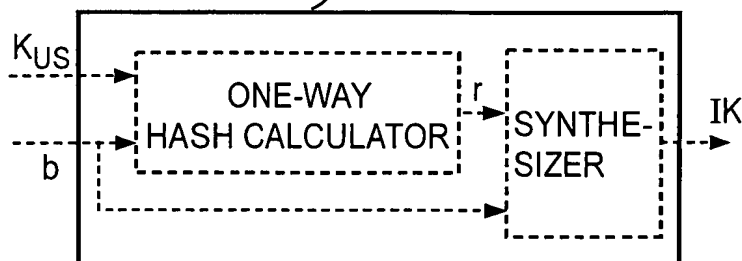 K_US
ONE-WAY
HASH CALCULATOR
r
SYNTHE-
SIZER
IK
b